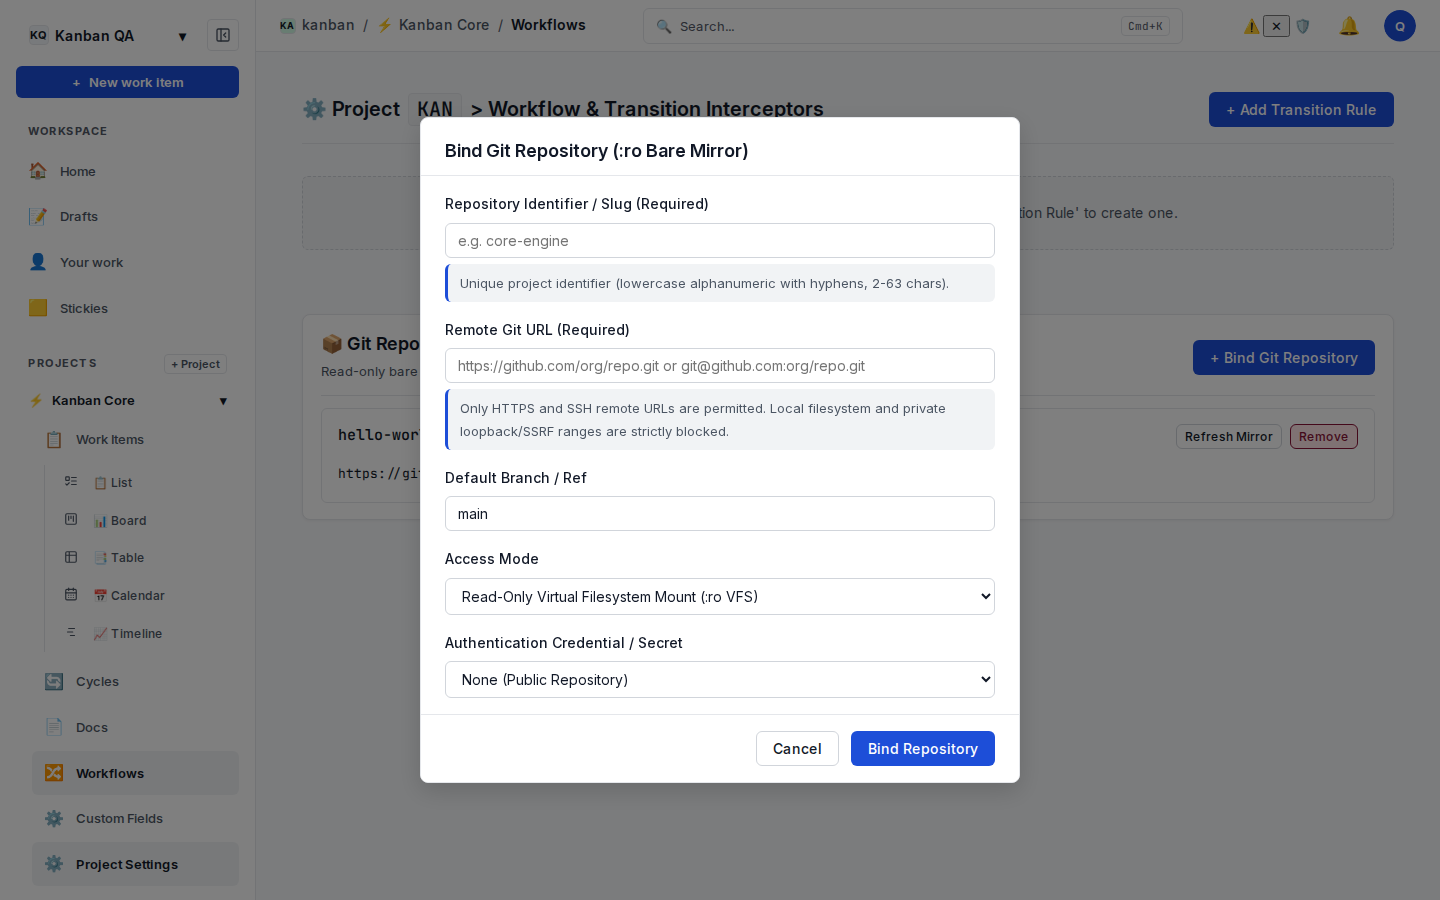 KQ Kanban QA ▾
+ New work item
WORKSPACE
Home
Drafts
Your work
Stickies
PROJECTS + Project
Kanban Core ▾
Work Items
List
Board
Table
Calendar
Timeline
Cycles
Docs
Workflows
Custom Fields
Project Settings
KA kanban / Kanban Core / Workflows
Search... Cmd+K
Q
Project KAN > Workflow & Transition Interceptors
+ Add Transition Rule
Rule' to create one.
Git
Read-only bare
+ Bind Git Repository
Refresh Mirror Remove
Bind Git Repository (:ro Bare Mirror)
Repository Identifier / Slug (Required)
e.g. core-engine
Unique project identifier (lowercase alphanumeric with hyphens, 2-63 chars).
Remote Git URL (Required)
https://github.com/org/repo.git or git@github.com:org/repo.git
Only HTTPS and SSH remote URLs are permitted. Local filesystem and private
loopback/SSRF ranges are strictly blocked.
Default Branch / Ref
main
Access Mode
Read-Only Virtual Filesystem Mount (:ro VFS)
Authentication Credential / Secret
None (Public Repository)
Cancel Bind Repository